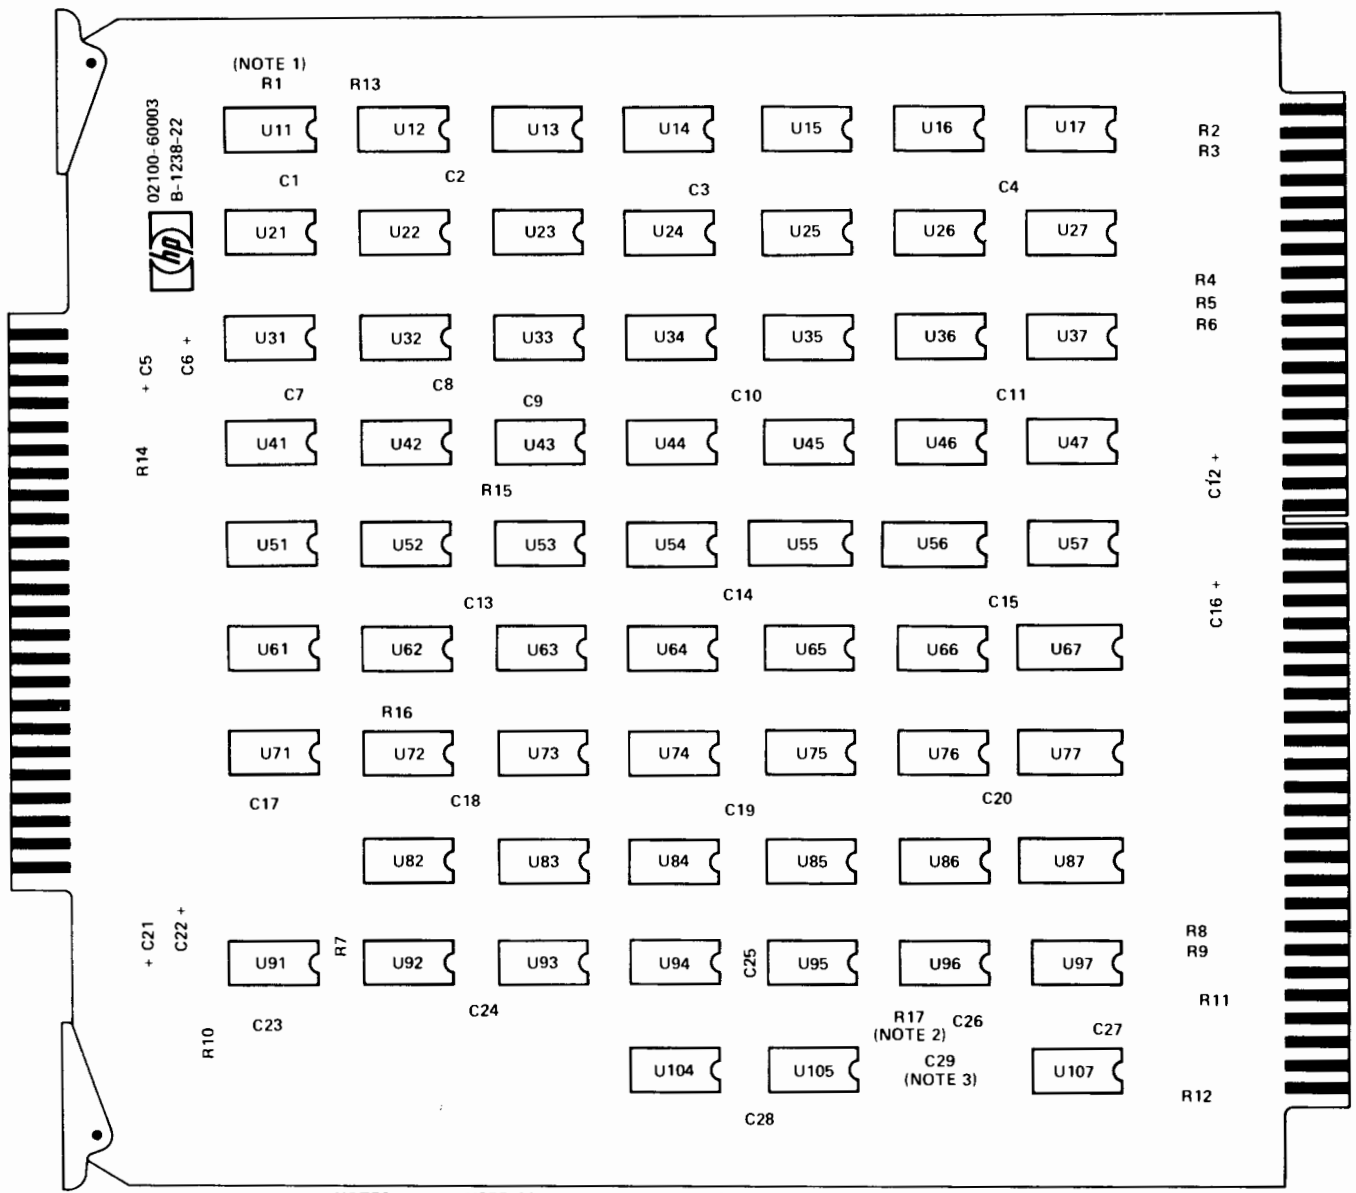 (NOTE 1)
R1
R13
U11 U12 U13 U14 U15 U16 U17
R2
R3
02100-60003
B-1238-22
hp
C1 C2 C3 C4
U21 U22 U23 U24 U25 U26 U27
R4
R5
R6
U31 U32 U33 U34 U35 U36 U37
+ C5
C6 +
C7 C8 C9 C10 C11
U41 U42 U43 U44 U45 U46 U47
R14
C12 +
R15
U51 U52 U53 U54 U55 U56 U57
C13 C14 C15
C16 +
U61 U62 U63 U64 U65 U66 U67
R16
U71 U72 U73 U74 U75 U76 U77
C17 C18 C19 C20
U82 U83 U84 U85 U86 U87
+ C21
C22 +
R8
R9
U91 R7 U92 U93 U94 C25 U95 U96 U97
R11
C23 C24
R17
(NOTE 2)
C26 C27
R10
C29
(NOTE 3)
U104 U105 U107
R12
C28